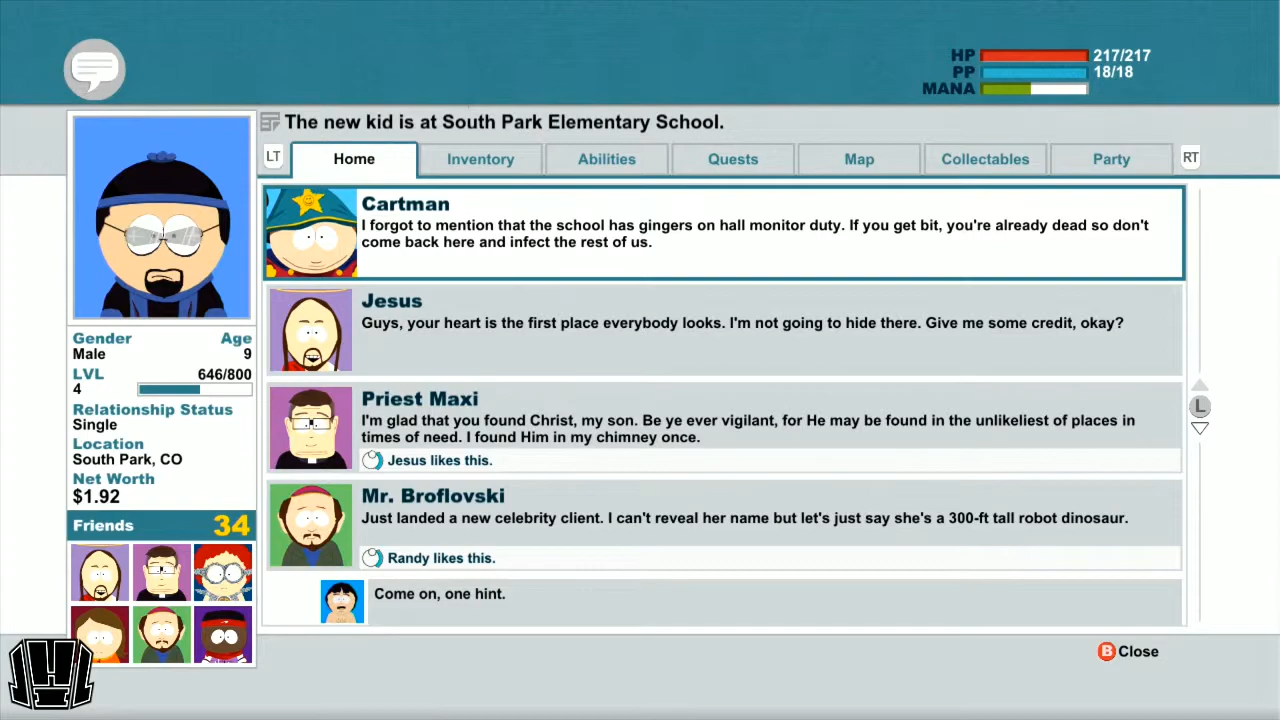 HP 217/217
PP 18/18
MANA
The new kid is at South Park Elementary School.
LT Home Inventory Abilities Quests Map Collectables Party RT
Cartman
I forgot to mention that the school has gingers on hall monitor duty. If you get bit, you're already dead so don't
come back here and infect the rest of us.
Jesus
Guys, your heart is the first place everybody looks. I'm not going to hide there. Give me some credit, okay?
Gender Age
Male 9
LVL 646/800
4
Relationship Status
Single
Location
South Park, CO
Net Worth
$1.92
Friends 34
Priest Maxi
I'm glad that you found Christ, my son. Be ye ever vigilant, for He may be found in the unlikeliest of places in
times of need. I found Him in my chimney once.
Jesus likes this.
L
Mr. Broflovski
Just landed a new celebrity client. I can't reveal her name but let's just say she's a 300-ft tall robot dinosaur.
Randy likes this.
Come on, one hint.
B Close